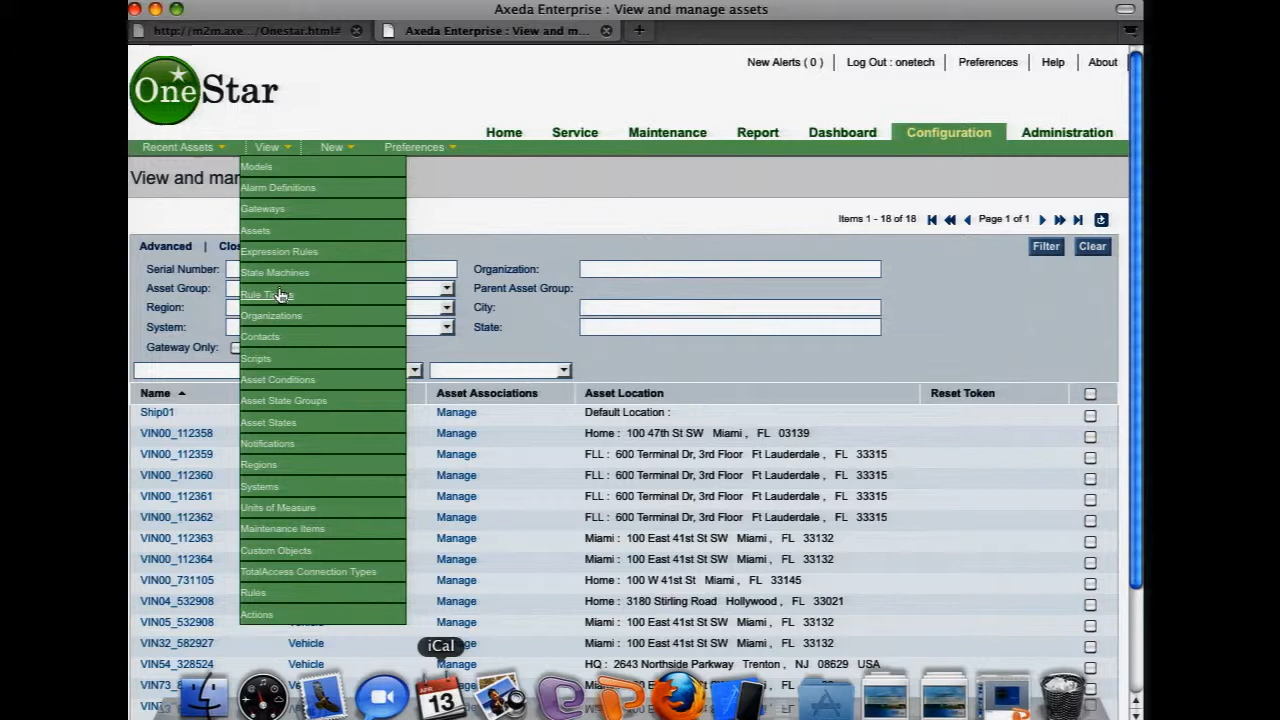 Axeda Enterprise : View and manage assets
http://m2m.axe.../Onestar.html#
Axeda Enterprise : View and m...
New Alerts ( 0 ) | Log Out : onetech | Preferences | Help | About
OneStar
Home Service Maintenance Report Dashboard Configuration Administration
Recent Assets View New Preferences
View and mar
Models
Alarm Definitions
Gateways
Assets
Expression Rules
State Machines
Organizations
Contacts
Scripts
Asset Conditions
Asset State Groups
Asset States
Notifications
Regions
Systems
Units of Measure
Maintenance Items
Custom Objects
TotalAccess Connection Types
Rules
Actions
Items 1 - 18 of 18 Page 1 of 1
Advanced | Clos Filter Clear
Serial Number: Organization:
Asset Group: Parent Asset Group:
Region: City:
System: State:
Gateway Only:
Name Asset Associations Asset Location Reset Token
Ship01 Manage Default Location :
VIN00_112358 Manage Home : 100 47th St SW Miami , FL 03139
VIN00_112359 Manage FLL : 600 Terminal Dr, 3rd Floor Ft Lauderdale , FL 33315
VIN00_112360 Manage FLL : 600 Terminal Dr, 3rd Floor Ft Lauderdale , FL 33315
VIN00_112361 Manage FLL : 600 Terminal Dr, 3rd Floor Ft Lauderdale , FL 33315
VIN00_112362 Manage FLL : 600 Terminal Dr, 3rd Floor Ft Lauderdale , FL 33315
VIN00_112363 Manage Miami : 100 East 41st St SW Miami , FL 33132
VIN00_112364 Manage Miami : 100 East 41st St SW Miami , FL 33132
VIN00_731105 Manage Home : 100 W 41st St Miami , FL 33145
VIN04_532908 Manage Home : 3180 Stirling Road Hollywood , FL 33021
VIN05_532908 Vehicle Manage Miami : 100 East 41st St SW Miami , FL 33132
VIN32_582927 Vehicle Manage Miami : 100 East 41st St SW Miami , FL 33132
iCal
VIN54_328524 Vehicle Manage HQ : 2643 Northside Parkway Trenton , NJ 08629 USA
APR
13